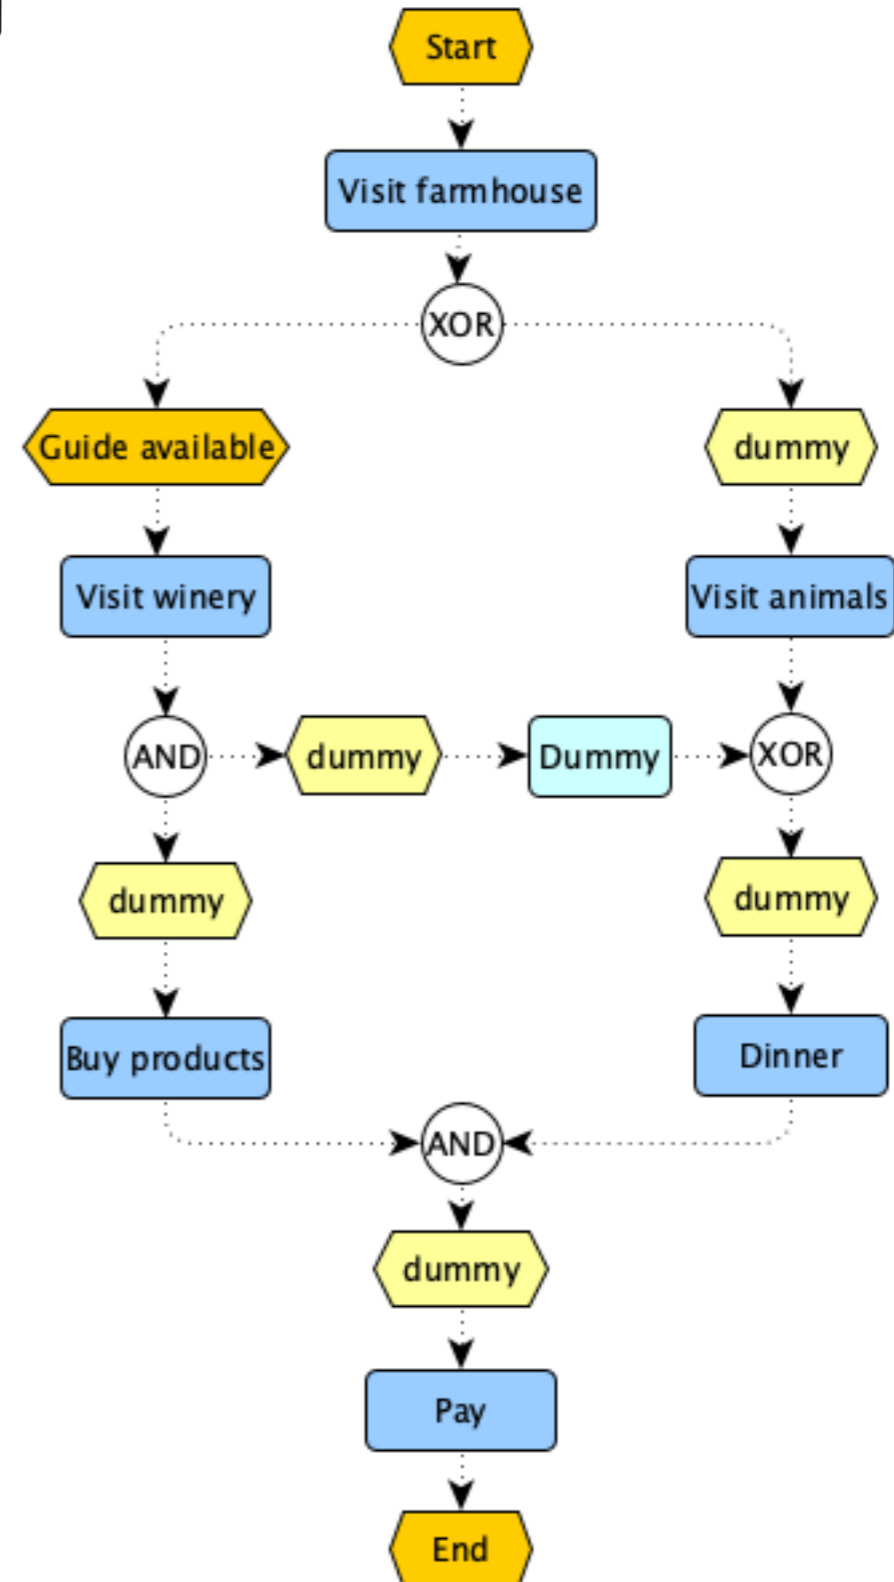 Start
Visit farmhouse
XOR
Guide available
dummy
Visit winery
Visit animals
AND
dummy
Dummy
XOR
dummy
dummy
Buy products
Dinner
AND
dummy
Pay
End